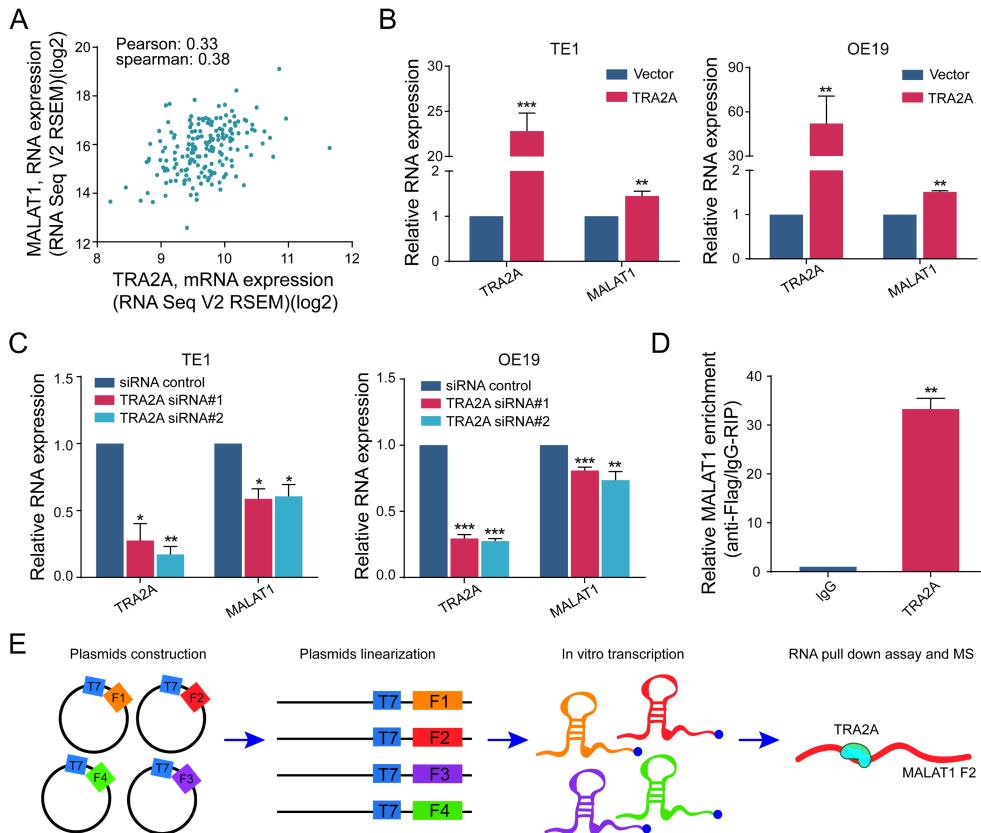 A
Pearson: 0.33
spearman: 0.38
MALAT1, RNA expression
(RNA Seq V2 RSEM)(log2)
20
18
16
14
12
8
9
10
11
12
TRA2A, mRNA expression
(RNA Seq V2 RSEM)(log2)
B
TE1
Relative RNA expression
30
25
20
2
1
0
Vector
TRA2A
***
**
TRA2A
MALAT1
OE19
Relative RNA expression
90
60
30
2
1
0
Vector
TRA2A
**
**
TRA2A
MALAT1
C
TE1
Relative RNA expression
1.5
1.0
0.5
0.0
siRNA control
TRA2A siRNA#1
TRA2A siRNA#2
*
**
*
*
TRA2A
MALAT1
OE19
Relative RNA expression
1.5
1.0
0.5
0.0
siRNA control
TRA2A siRNA#1
TRA2A siRNA#2
***
***
***
**
TRA2A
MALAT1
D
Relative MALAT1 enrichment
(anti-Flag/IgG-RIP)
40
30
20
10
0
**
IgG
TRA2A
E
Plasmids construction
T7
F1
T7
F2
T7
F4
T7
F3
Plasmids linearization
T7 F1
T7 F2
T7 F3
T7 F4
In vitro transcription
RNA pull down assay and MS
TRA2A
MALAT1 F2